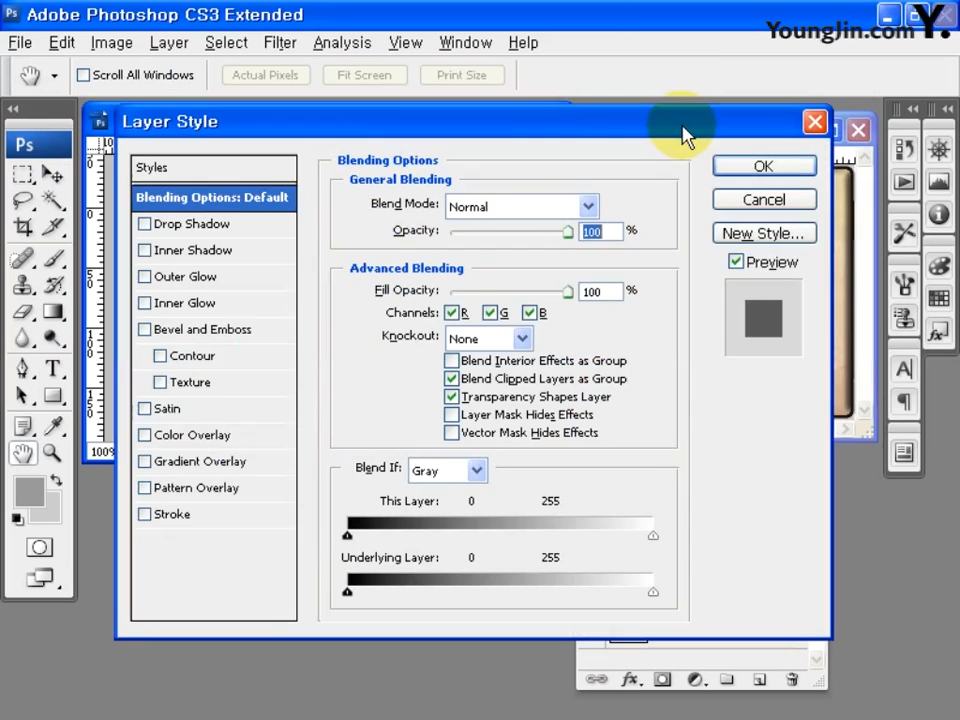 Adobe Photoshop CS3 Extended
YoungJin.com Y.
File Edit Image Layer Select Filter Analysis View Window Help
Scroll All Windows Actual Pixels Fit Screen Print Size
Layer Style
Ps
Styles
Blending Options: Default
Drop Shadow
Inner Shadow
Outer Glow
Inner Glow
Bevel and Emboss
Contour
Texture
Satin
Color Overlay
Gradient Overlay
Pattern Overlay
Stroke
Blending Options
General Blending
Blend Mode: Normal
Opacity: 100 %
Advanced Blending
Fill Opacity: 100 %
Channels: R G B
Knockout: None
Blend Interior Effects as Group
Blend Clipped Layers as Group
Transparency Shapes Layer
Layer Mask Hides Effects
Vector Mask Hides Effects
Blend If: Gray
This Layer: 0 255
Underlying Layer: 0 255
OK
Cancel
New Style...
Preview
100%